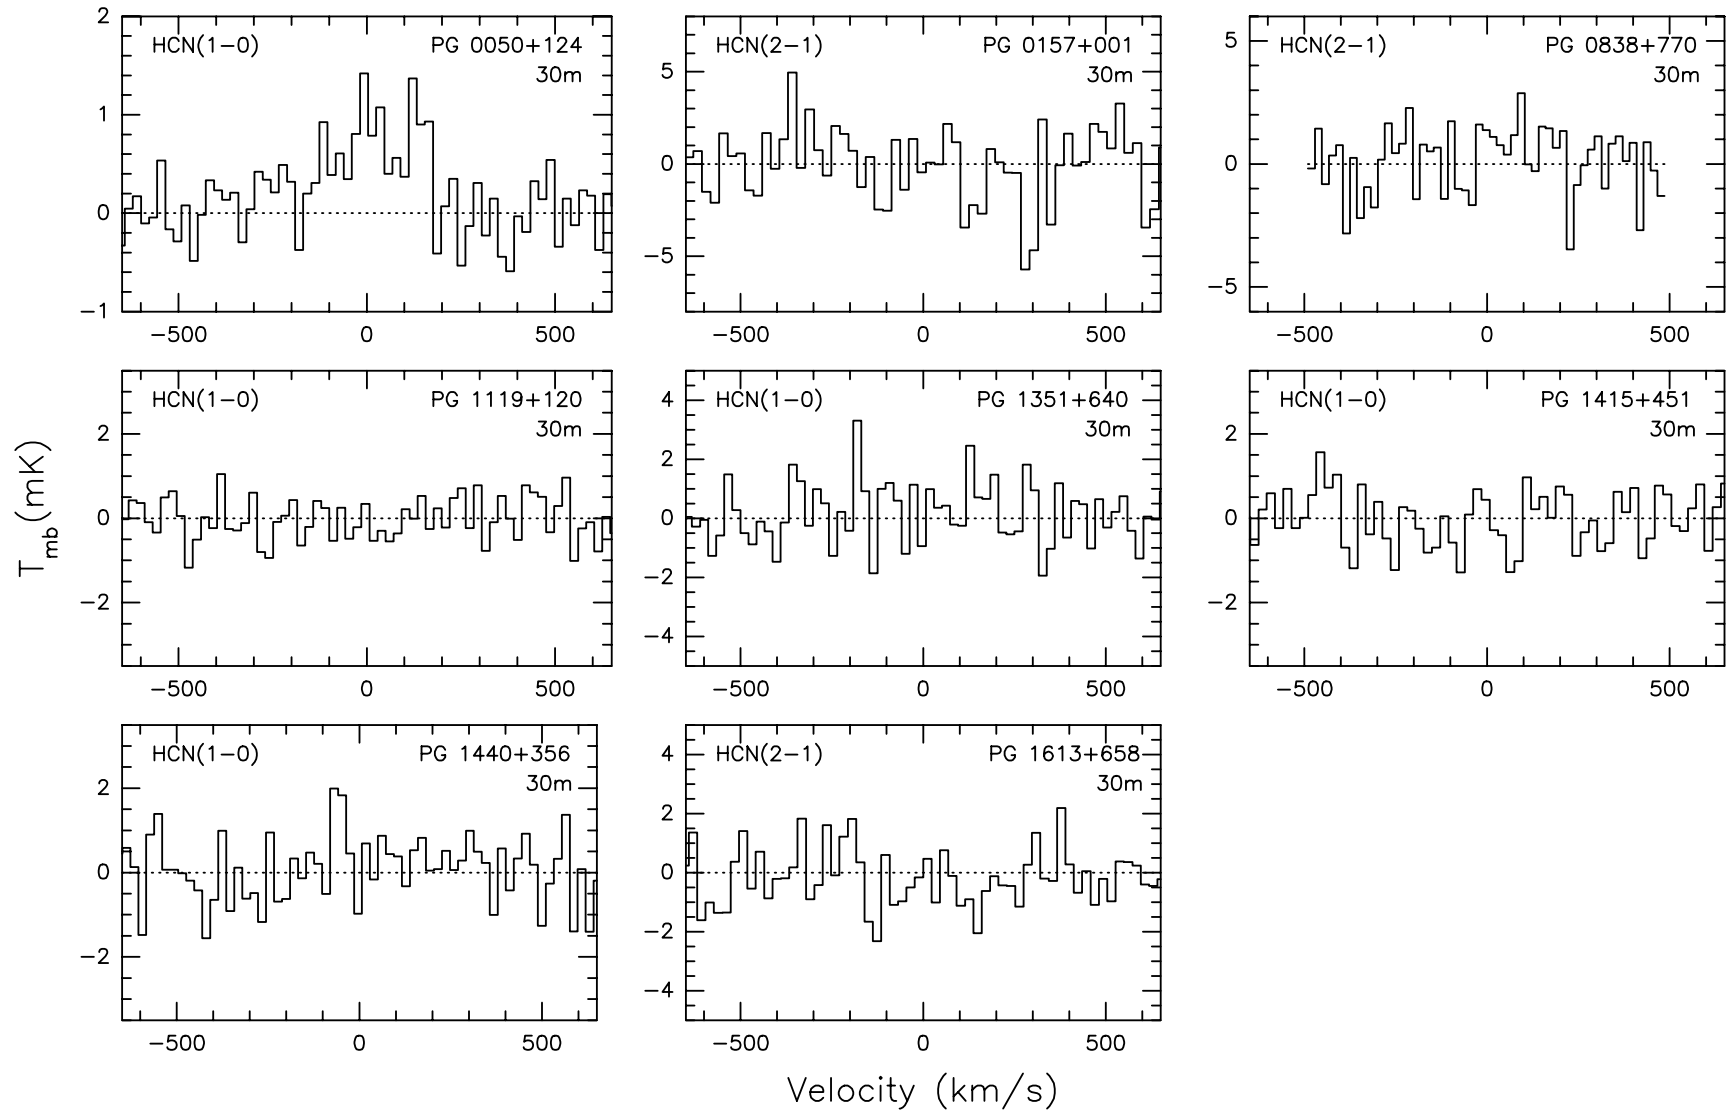 HCN(1−0) PG 0050+124
30m
2
1
0
−1
−500 0 500
HCN(2−1) PG 0157+001
30m
5
0
−5
−500 0 500
HCN(2−1) PG 0838+770
30m
5
0
−5
−500 0 500
HCN(1−0) PG 1119+120
30m
2
0
−2
−500 0 500
HCN(1−0) PG 1351+640
30m
4
2
0
−2
−4
−500 0 500
HCN(1−0) PG 1415+451
30m
2
0
−2
−500 0 500
HCN(1−0) PG 1440+356
30m
2
0
−2
−500 0 500
HCN(2−1) PG 1613+658
30m
4
2
0
−2
−4
−500 0 500
Tmb(mK)
Velocity (km/s)